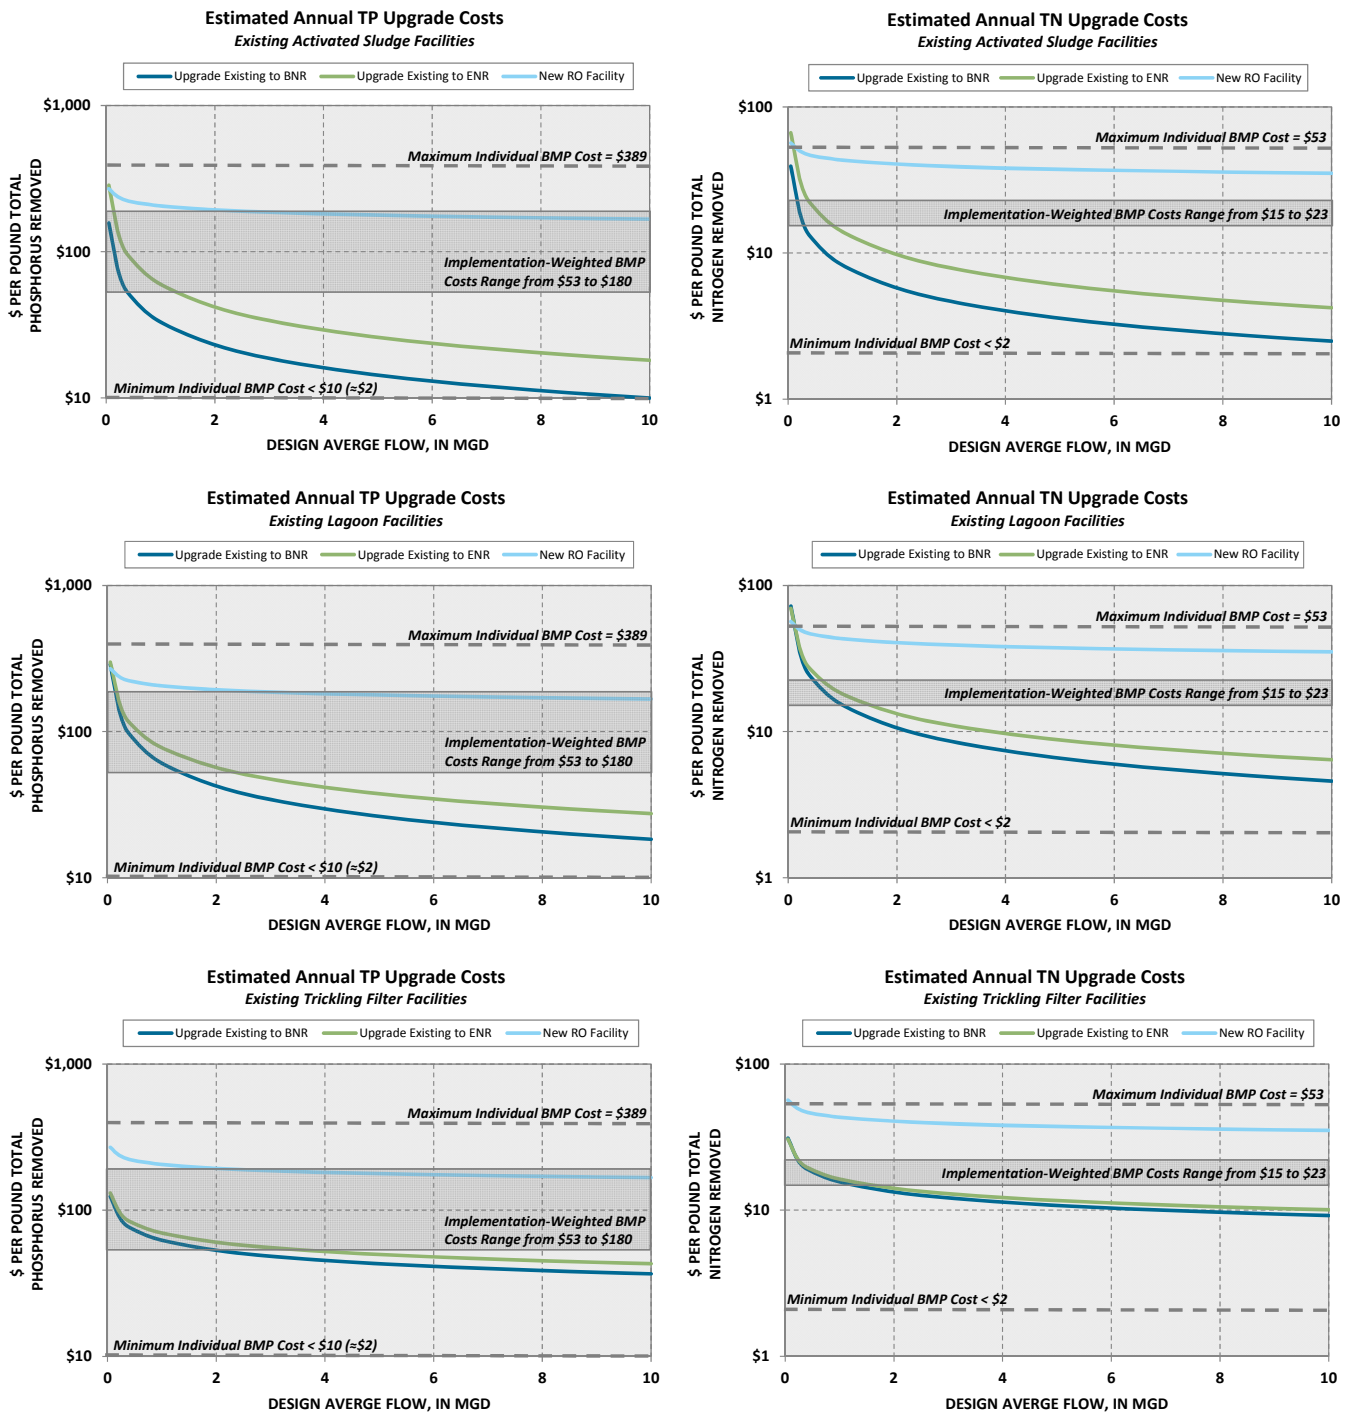 Estimated Annual TP Upgrade Costs
Existing Activated Sludge Facilities
Upgrade Existing to BNR Upgrade Existing to ENR New RO Facility
$ PER POUND TOTAL
PHOSPHORUS REMOVED
$1,000
$100
$10
Maximum Individual BMP Cost = $389
Implementation-Weighted BMP
Costs Range from $53 to $180
Minimum Individual BMP Cost < $10 (≈$2)
0 2 4 6 8 10
DESIGN AVERGE FLOW, IN MGD
Estimated Annual TN Upgrade Costs
Existing Activated Sludge Facilities
Upgrade Existing to BNR Upgrade Existing to ENR New RO Facility
$ PER POUND TOTAL
NITROGEN REMOVED
$100
$10
$1
Maximum Individual BMP Cost = $53
Implementation-Weighted BMP Costs Range from $15 to $23
Minimum Individual BMP Cost < $2
0 2 4 6 8 10
DESIGN AVERGE FLOW, IN MGD
Estimated Annual TP Upgrade Costs
Existing Lagoon Facilities
Upgrade Existing to BNR Upgrade Existing to ENR New RO Facility
$ PER POUND TOTAL
PHOSPHORUS REMOVED
$1,000
$100
$10
Maximum Individual BMP Cost = $389
Implementation-Weighted BMP
Costs Range from $53 to $180
Minimum Individual BMP Cost < $10 (≈$2)
0 2 4 6 8 10
DESIGN AVERGE FLOW, IN MGD
Estimated Annual TN Upgrade Costs
Existing Lagoon Facilities
Upgrade Existing to BNR Upgrade Existing to ENR New RO Facility
$ PER POUND TOTAL
NITROGEN REMOVED
$100
$10
$1
Maximum Individual BMP Cost = $53
Implementation-Weighted BMP Costs Range from $15 to $23
Minimum Individual BMP Cost < $2
0 2 4 6 8 10
DESIGN AVERGE FLOW, IN MGD
Estimated Annual TP Upgrade Costs
Existing Trickling Filter Facilities
Upgrade Existing to BNR Upgrade Existing to ENR New RO Facility
$ PER POUND TOTAL
PHOSPHORUS REMOVED
$1,000
$100
$10
Maximum Individual BMP Cost = $389
Implementation-Weighted BMP
Costs Range from $53 to $180
Minimum Individual BMP Cost < $10 (≈$2)
0 2 4 6 8 10
DESIGN AVERGE FLOW, IN MGD
Estimated Annual TN Upgrade Costs
Existing Trickling Filter Facilities
Upgrade Existing to BNR Upgrade Existing to ENR New RO Facility
$ PER POUND TOTAL
NITROGEN REMOVED
$100
$10
$1
Maximum Individual BMP Cost = $53
Implementation-Weighted BMP Costs Range from $15 to $23
Minimum Individual BMP Cost < $2
0 2 4 6 8 10
DESIGN AVERGE FLOW, IN MGD